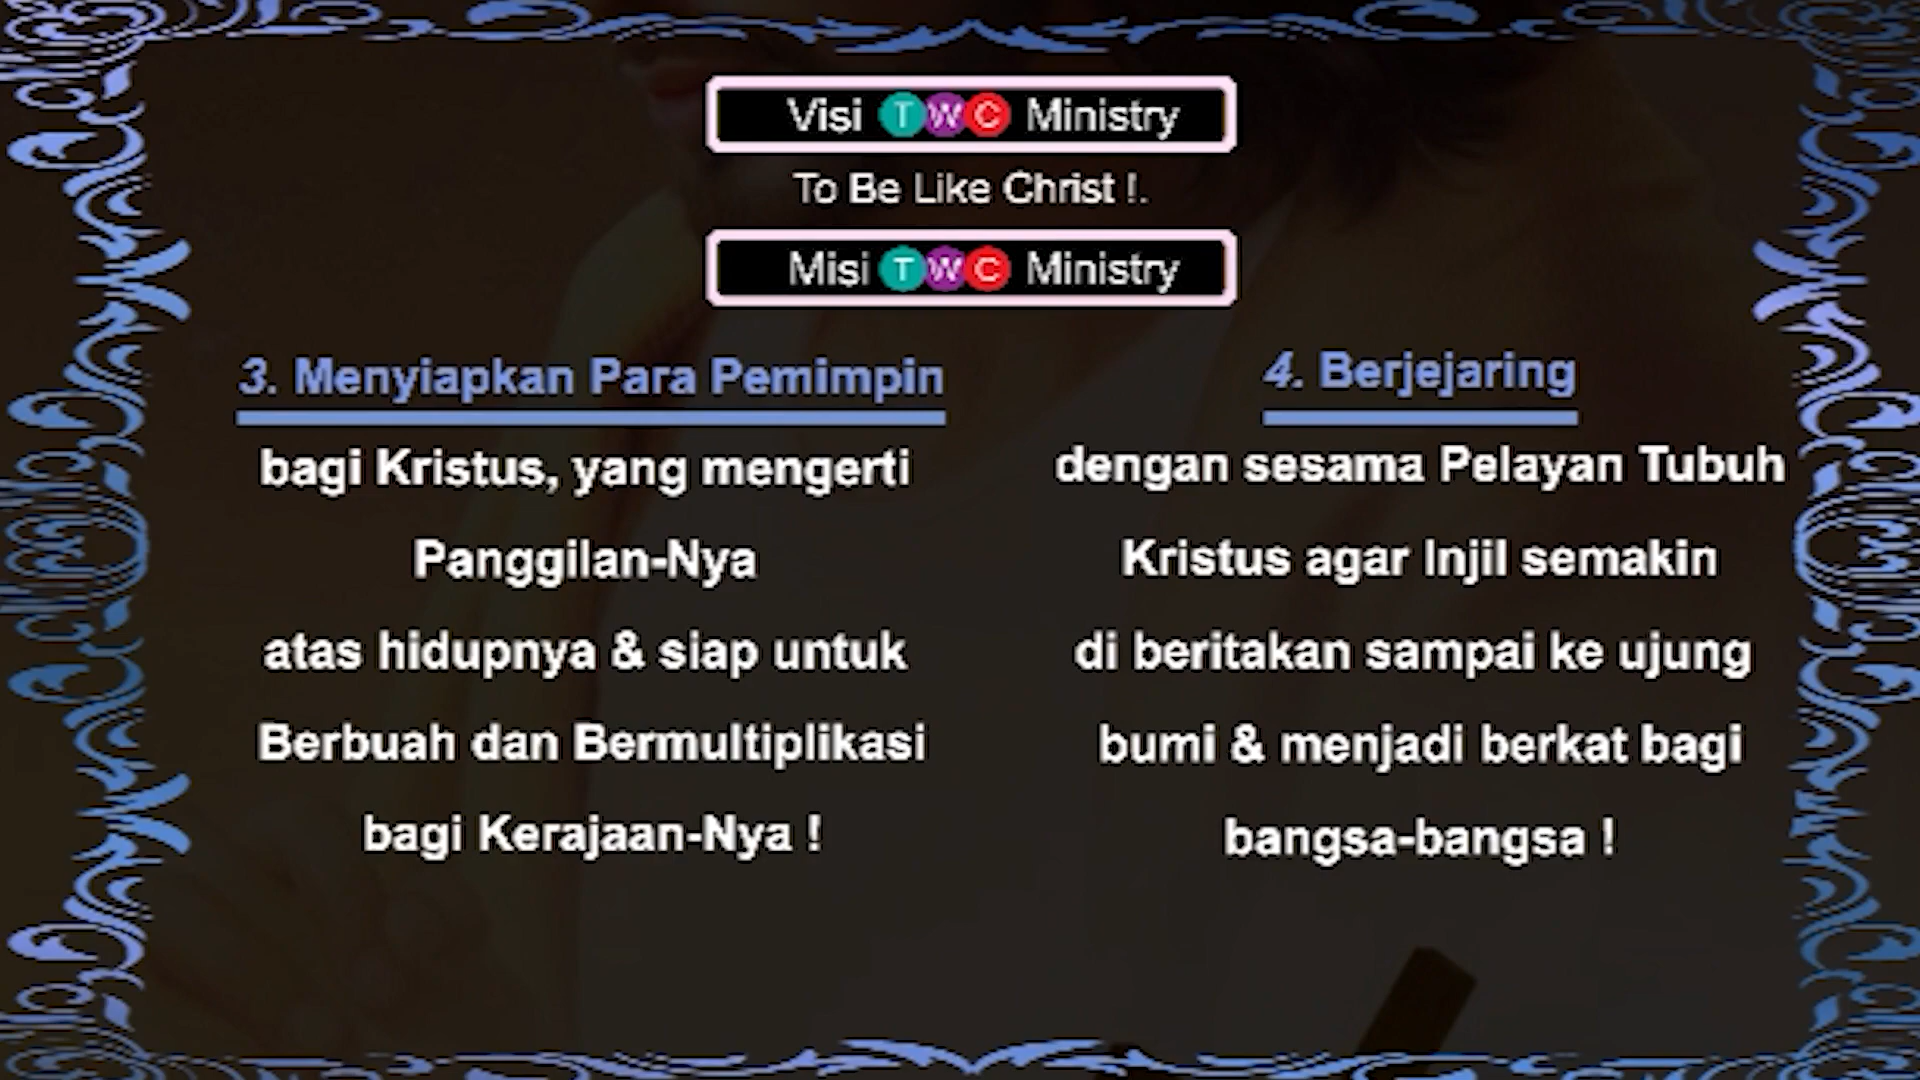 Visi TWC Ministry
To Be Like Christ !.
Misi TWC Ministry
3. Menyiapkan Para Pemimpin
bagi Kristus, yang mengerti
Panggilan-Nya
atas hidupnya & siap untuk
Berbuah dan Bermultiplikasi
bagi Kerajaan-Nya !
4. Berjejaring
dengan sesama Pelayan Tubuh
Kristus agar Injil semakin
di beritakan sampai ke ujung
bumi & menjadi berkat bagi
bangsa-bangsa !